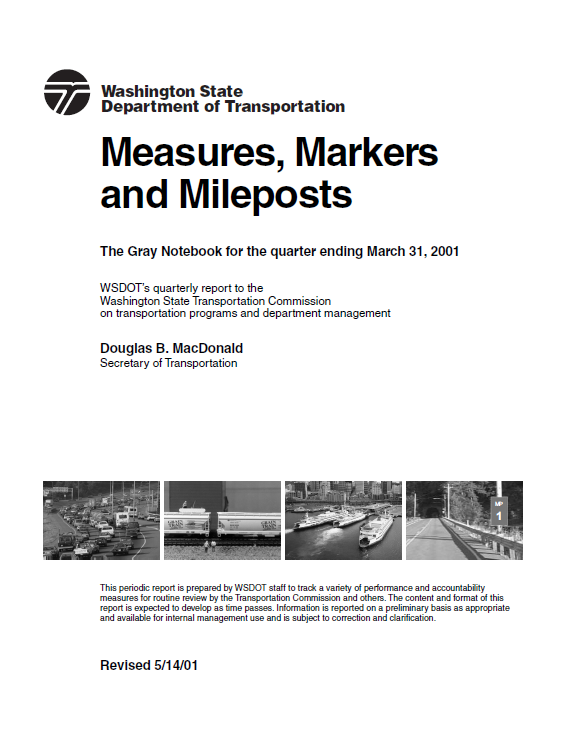 Washington State
Department of Transportation
Measures, Markers
and Mileposts
The Gray Notebook for the quarter ending March 31, 2001
WSDOT's quarterly report to the
Washington State Transportation Commission
on transportation programs and department management
Douglas B. MacDonald
Secretary of Transportation
GRAIN TRAIN
GRAIN TRAIN
MP
1
This periodic report is prepared by WSDOT staff to track a variety of performance and accountability
measures for routine review by the Transportation Commission and others. The content and format of this
report is expected to develop as time passes. Information is reported on a preliminary basis as appropriate
and available for internal management use and is subject to correction and clarification.
Revised 5/14/01